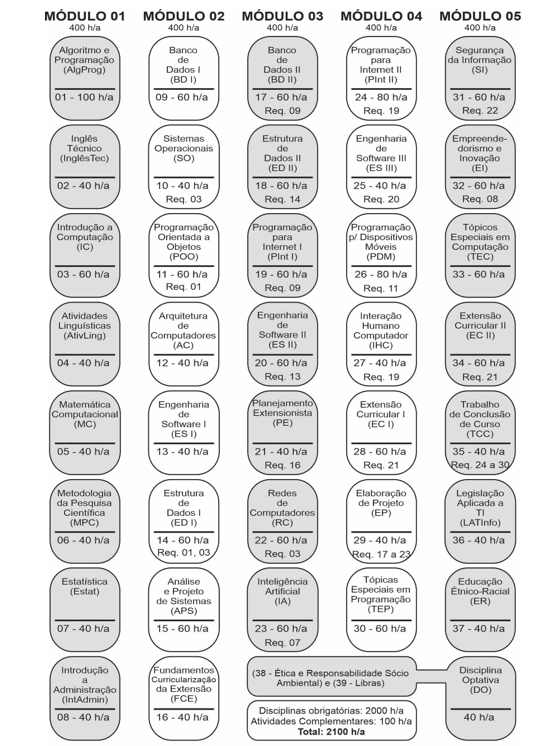 MÓDULO 01
400 h/a
Algoritmo e
Programação
(AlgProg)
01 - 100 h/a
Inglês
Técnico
(InglêsTec)
02 - 40 h/a
Introdução a
Computação
(IC)
03 - 60 h/a
Atividades
Linguísticas
(AtivLing)
04 - 40 h/a
Matemática
Computacional
(MC)
05 - 40 h/a
Metodologia
da Pesquisa
Científica
(MPC)
06 - 40 h/a
Estatística
(Estat)
07 - 40 h/a
Introdução
a
Administração
(IntAdmin)
08 - 40 h/a
MÓDULO 02
400 h/a
Banco
de
Dados I
(BD I)
09 - 60 h/a
Sistemas
Operacionais
(SO)
10 - 40 h/a
Req. 03
Programação
Orientada a
Objetos
(POO)
11 - 60 h/a
Req. 01
Arquitetura
de
Computadores
(AC)
12 - 40 h/a
Engenharia
de
Software I
(ES I)
13 - 40 h/a
Estrutura
de
Dados I
(ED I)
14 - 60 h/a
Req. 01, 03
Análise
e Projeto
de Sistemas
(APS)
15 - 60 h/a
Fundamentos
Curricularização
da Extensão
(FCE)
16 - 40 h/a
MÓDULO 03
400 h/a
Banco
de
Dados II
(BD II)
17 - 60 h/a
Req. 09
Estrutura
de
Dados II
(ED II)
18 - 60 h/a
Req. 14
Programação
para
Internet I
(PInt I)
19 - 60 h/a
Req. 09
Engenharia
de
Software II
(ES II)
20 - 60 h/a
Req. 13
Planejamento
Extensionista
(PE)
21 - 40 h/a
Req. 16
Redes
de
Computadores
(RC)
22 - 60 h/a
Req. 03
Inteligência
Artificial
(IA)
23 - 60 h/a
Req. 07
MÓDULO 04
400 h/a
Programação
para
Internet II
(PInt II)
24 - 80 h/a
Req. 19
Engenharia
de
Software III
(ES III)
25 - 40 h/a
Req. 20
Programação
p/ Dispositivos
Móveis
(PDM)
26 - 80 h/a
Req. 11
Interação
Humano
Computador
(IHC)
27 - 40 h/a
Req. 19
Extensão
Curricular I
(EC I)
28 - 60 h/a
Req. 21
Elaboração
de Projeto
(EP)
29 - 40 h/a
Req. 17 a 23
Tópicas
Especiais em
Programação
(TEP)
30 - 60 h/a
MÓDULO 05
400 h/a
Segurança
da Informação
(SI)
31 - 60 h/a
Req. 22
Empreende-
dorismo e
Inovação
(EI)
32 - 60 h/a
Req. 08
Tópicos
Especiais em
Computação
(TEC)
33 - 60 h/a
Extensão
Curricular II
(EC II)
34 - 60 h/a
Req. 21
Trabalho
de Conclusão
de Curso
(TCC)
35 - 40 h/a
Req. 24 a 30
Legislação
Aplicada a
TI
(LATInfo)
36 - 40 h/a
Educação
Étnico-Racial
(ER)
37 - 40 h/a
Disciplina
Optativa
(DO)
40 h/a
(38 - Ética e Responsabilidade Sócio
Ambiental) e (39 - Libras)
Disciplinas obrigatórias: 2000 h/a
Atividades Complementares: 100 h/a
Total: 2100 h/a